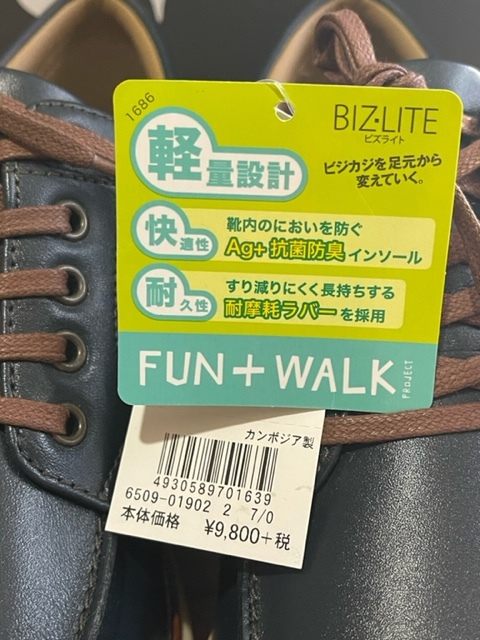 1686
BIZ・LITE
ビズライト
ビジカジを足元から
変えていく。
軽量設計
快適性
靴内のにおいを防ぐ
Ag+抗菌防臭インソール
耐久性
すり減りにくく長持ちする
耐摩耗ラバーを採用
FUN+WALK
PROJECT
カンボジア製
4930589701639
6509-01902 2 7/0
本体価格 ¥9,800+税